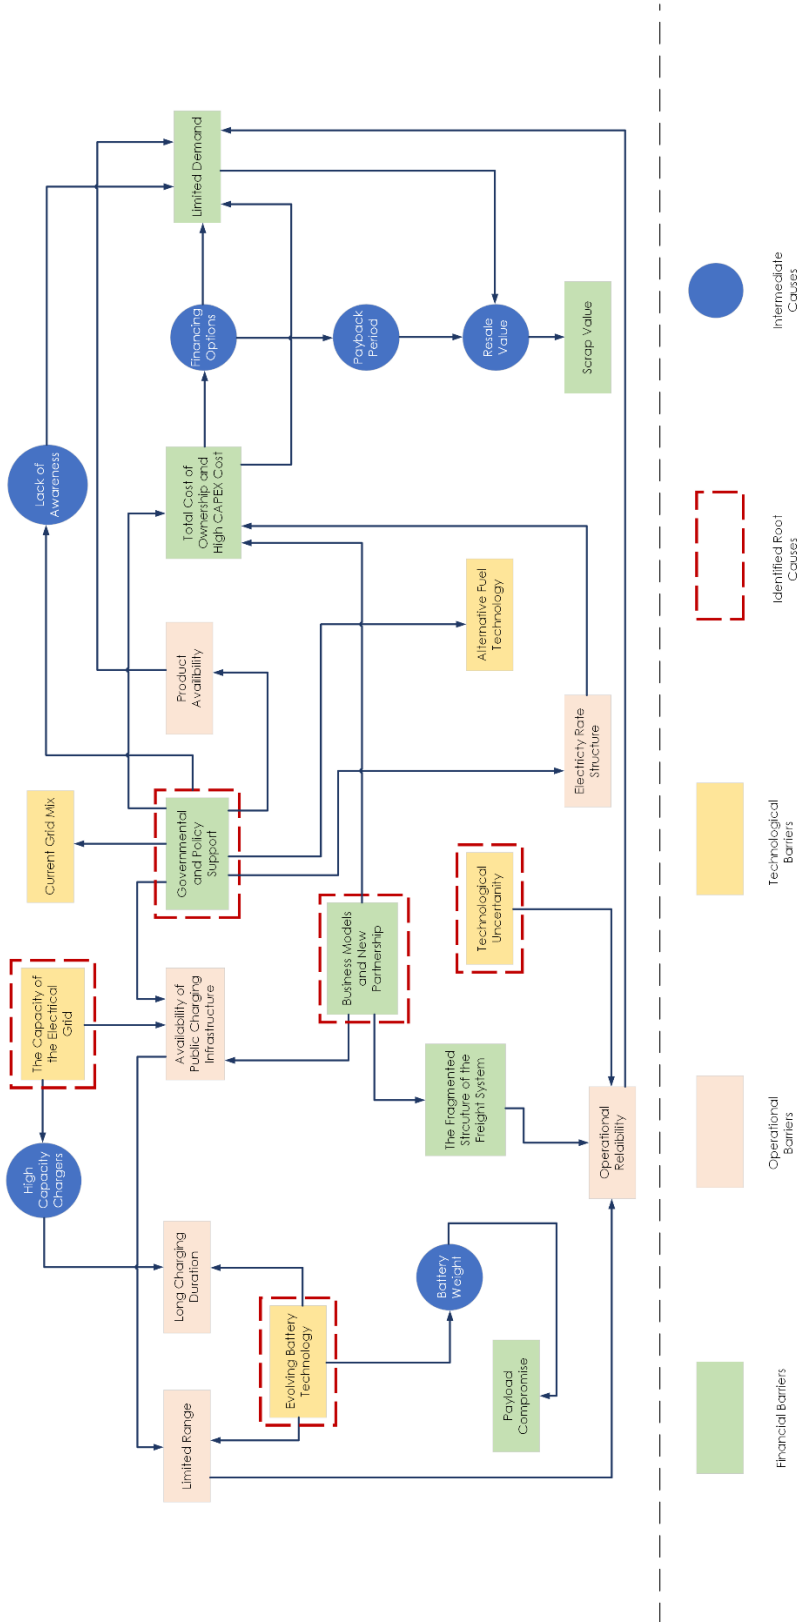 Limited Range
Long Charging
Duration
High
Capacity
Chargers
The Capacity of
the Electrical
Grid
Current Grid Mix
Lack of
Awareness
Evolving Battery
Technology
Availability of
Public Charging
Infrastructure
Governmental
and Policy
Support
Product
Availibility
Total Cost of
Ownership and
High CAPEX Cost
Financing
Options
Limited Demand
Payload
Compromise
Battery
Weight
The Fragmented
Strcuture of the
Freight System
Business Models
and New
Partnership
Technological
Uncertanity
Alternative Fuel
Technology
Payback
Period
Resale
Value
Operational
Relaibility
Electricty Rate
Structure
Scrap Value
Financial Barriers
Operational
Barriers
Technological
Barriers
Identified Root
Causes
Intermediate
Causes